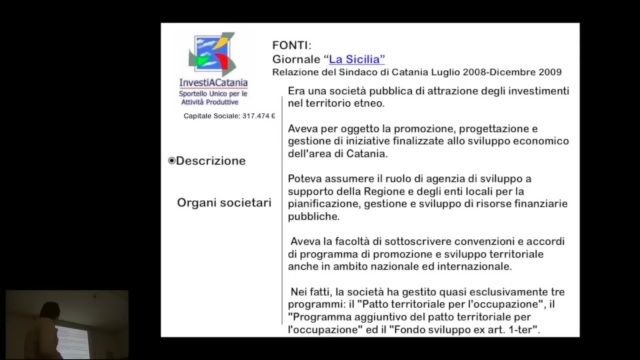 FONTI:
Giornale "La Sicilia"
Relazione del Sindaco di Catania Luglio 2008-Dicembre 2009
InvestiACatania
Sportello Unico per le
Attività Produttive
Capitale Sociale: 317.474 €
Descrizione
Organi societari
Era una società pubblica di attrazione degli investimenti
nel territorio etneo.
Aveva per oggetto la promozione, progettazione e
gestione di iniziative finalizzate allo sviluppo economico
dell'area di Catania.
Poteva assumere il ruolo di agenzia di sviluppo a
supporto della Regione e degli enti locali per la
pianificazione, gestione e sviluppo di risorse finanziarie
pubbliche.
Aveva la facoltà di sottoscrivere convenzioni e accordi
di programma di promozione e sviluppo territoriale
anche in ambito nazionale ed internazionale.
Nei fatti, la società ha gestito quasi esclusivamente tre
programmi: il "Patto territoriale per l'occupazione", il
"Programma aggiuntivo del patto territoriale per
l'occupazione" ed il "Fondo sviluppo ex art. 1-ter".